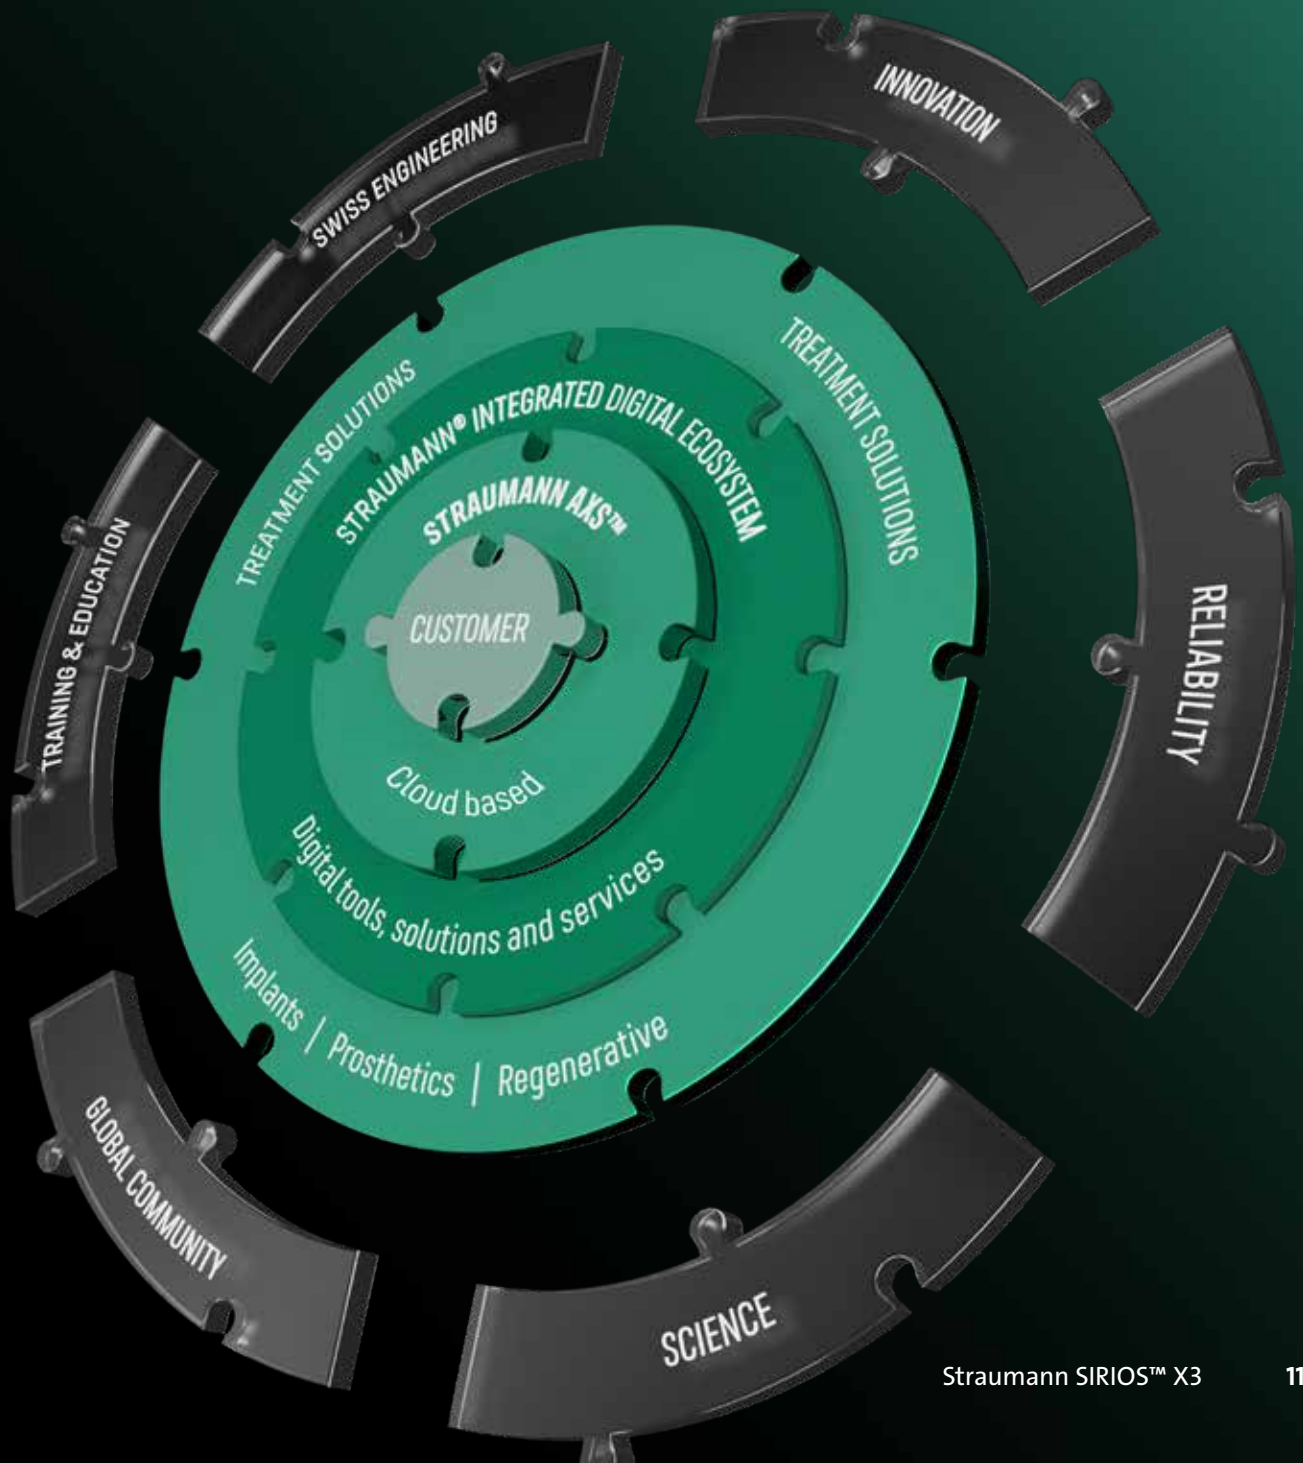 INNOVATION
SWISS ENGINEERING
TREATMENT SOLUTIONS
TREATMENT SOLUTIONS
STRAUMANN® INTEGRATED DIGITAL ECOSYSTEM
STRAUMANN AXS™
CUSTOMER
Cloud based
Digital tools, solutions and services
Implants | Prosthetics | Regenerative
TRAINING & EDUCATION
RELIABILITY
GLOBAL COMMUNITY
SCIENCE
Straumann SIRIOS™ X3 11